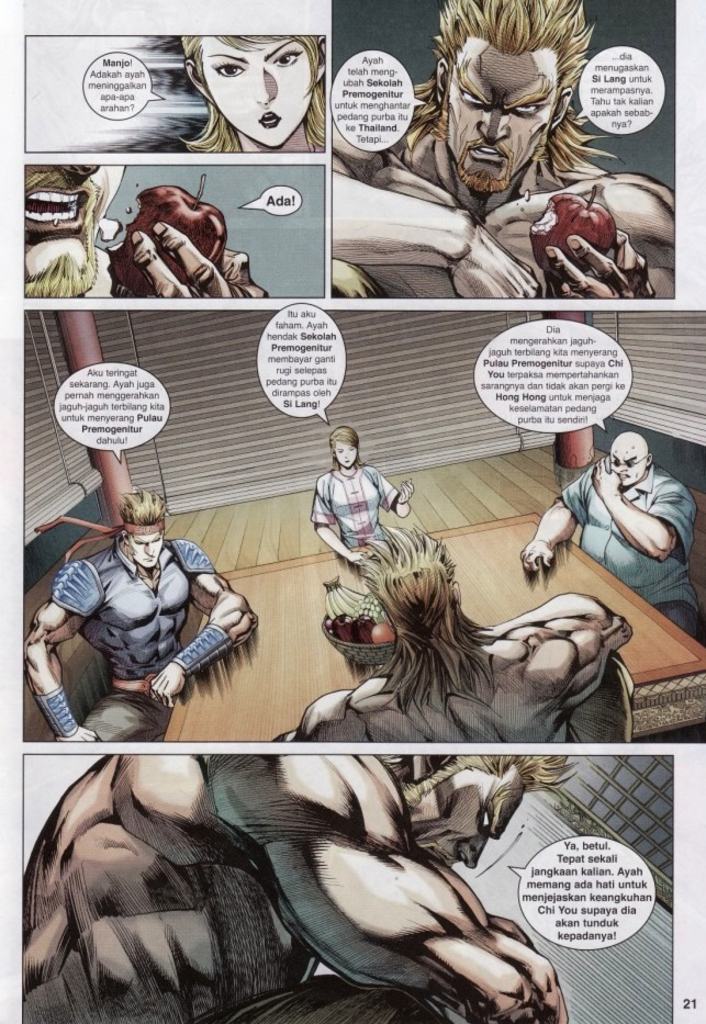 Manjo!
Adakah ayah
meninggalkan
apa-apa
arahan?
Ayah
telah meng-
ubah Sekolah
Premogenitur
untuk menghantar
pedang purba itu
ke Thailand.
Tetapi...
...dia
menugaskan
Si Lang untuk
merampasnya.
Tahu tak kalian
apakah sebab-
nya?
Ada!
Aku teringat
sekarang. Ayah juga
pernah menggerahkan
jaguh-jaguh terbilang kita
untuk menyerang Pulau
Premogenitur
dahulu!
Itu aku
faham. Ayah
hendak Sekolah
Premogenitur
membayar ganti
rugi selepas
pedang purba itu
dirampas oleh
Si Lang!
Dia
mengerahkan jaguh-
jaguh terbilang kita menyerang
Pulau Premogenitur supaya Chi
You terpaksa mempertahankan
sarangnya dan tidak akan pergi ke
Hong Hong untuk menjaga
keselamatan pedang
purba itu sendiri!
Ya, betul.
Tepat sekali
jangkaan kalian. Ayah
memang ada hati untuk
menjejaskan keangkuhan
Chi You supaya dia
akan tunduk
kepadanya!
21